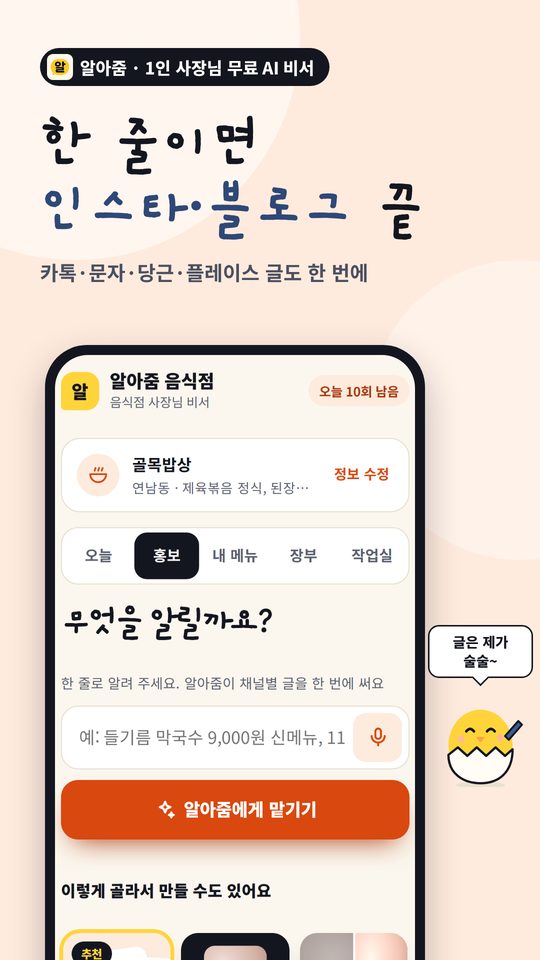 알 알아줌 · 1인 사장님 무료 AI 비서
한 줄이면
인스타·블로그 끝
카톡·문자·당근·플레이스 글도 한 번에
알
알아줌 음식점
음식점 사장님 비서
오늘 10회 남음
골목밥상
연남동 · 제육볶음 정식, 된장…
정보 수정
오늘 홍보 내 메뉴 장부 작업실
무엇을 알릴까요?
글은 제가
술술~
한 줄로 알려 주세요. 알아줌이 채널별 글을 한 번에 써요
예: 들기름 막국수 9,000원 신메뉴, 11
알아줌에게 맡기기
이렇게 골라서 만들 수도 있어요
추천